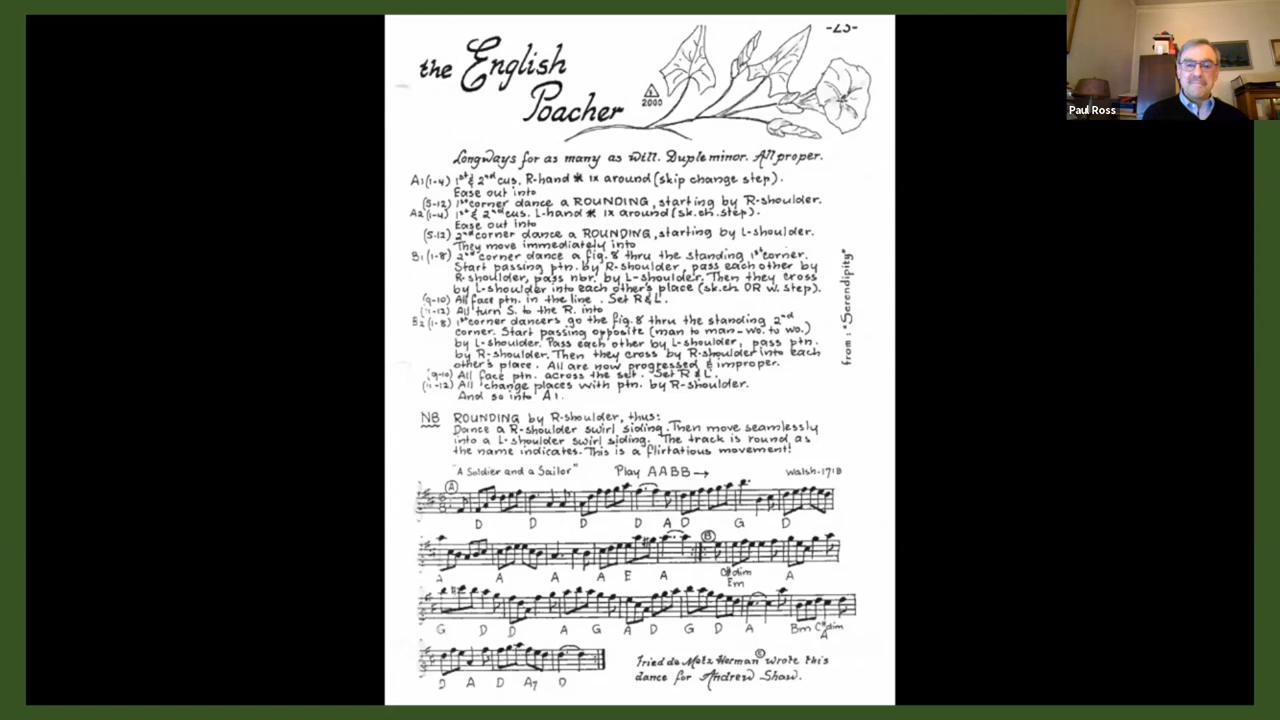 -23-
the English
Poacher
2000
Longways for as many as will. Duple minor. All proper.
A1 (1-4) 1st & 2nd cus. R-hand * 1x around (skip change step).
Ease out into
(5-12) 1st corner dance a ROUNDING, starting by R-shoulder.
A2 (1-4) 1st & 2nd cus. L-hand * 1x around (sk.ch.step).
Ease out into
(5-12) 2nd corner dance a ROUNDING, starting by L-shoulder.
They move immediately into
B1 (1-8) 2nd corner dance a fig. 8 thru the standing 1st corner.
Start passing ptn. by R-shoulder, pass each other by
R-shoulder, pass nbr. by L-shoulder. Then they cross
by L-shoulder into each other's place (sk.ch OR w. step).
(9-10) All face ptn. in the line. Set R & L.
(11-12) All turn S. to the R. into
B2 (1-8) 1st corner dancers go the fig. 8 thru the standing 2nd
corner. Start passing opposite (man to man - wo. to wo.)
by L-shoulder. Pass each other by L-shoulder, pass ptn.
by R-shoulder. Then they cross by R-shoulder into each
other's place. All are now progressed & improper.
(9-10) All face ptn. across the set. Set R & L.
(11-12) All change places with ptn. by R-shoulder.
And so into A1.
from: "Serendipity"
NB ROUNDING by R-shoulder, thus:
Dance a R-shoulder swirl siding. Then move seamlessly
into a L-shoulder swirl siding. The track is round as
the name indicates. This is a flirtatious movement!
"A Soldier and a Sailor" Play AABB → Walsh-1718
A
D D D D A D G D
B
A A A A E A C#dim A
Em
G D D A G A D G D A Bm C#dim
A
D A D A7 D
Fried de Metz Herman © wrote this
dance for Andrew Shaw.
Paul Ross